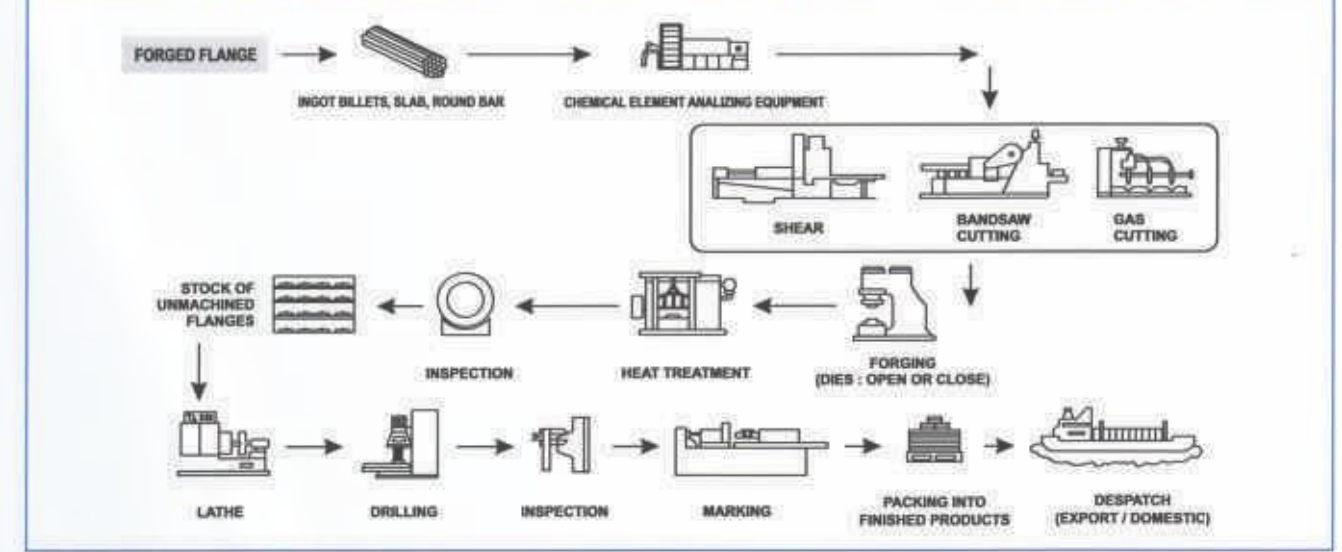 FORGED FLANGE
INGOT BILLETS, SLAB, ROUND BAR
CHEMICAL ELEMENT ANALIZING EQUIPMENT
SHEAR
BANDSAW
CUTTING
GAS
CUTTING
STOCK OF
UNMACHINED
FLANGES
INSPECTION
HEAT TREATMENT
FORGING
(DIES : OPEN OR CLOSE)
LATHE
DRILLING
INSPECTION
MARKING
PACKING INTO
FINISHED PRODUCTS
DESPATCH
(EXPORT / DOMESTIC)